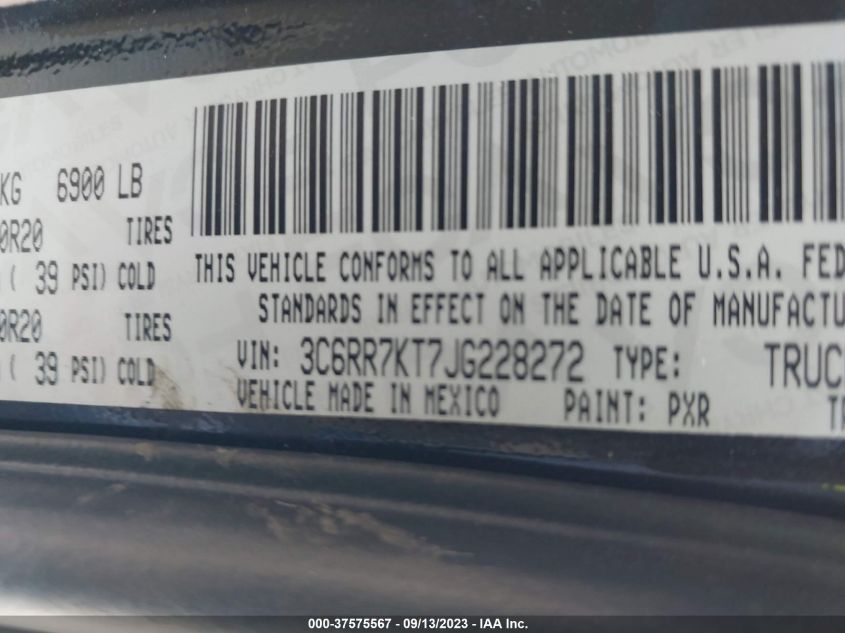 KG 6900 LB
0R20 TIRES
( 39 PSI) COLD
0R20 TIRES
( 39 PSI) COLD
THIS VEHICLE CONFORMS TO ALL APPLICABLE U.S.A. FED
STANDARDS IN EFFECT ON THE DATE OF MANUFACTU
VIN: 3C6RR7KT7JG228272 TYPE: TRUC
VEHICLE MADE IN MEXICO PAINT: PXR
000-37575567 - 09/13/2023 - IAA Inc.